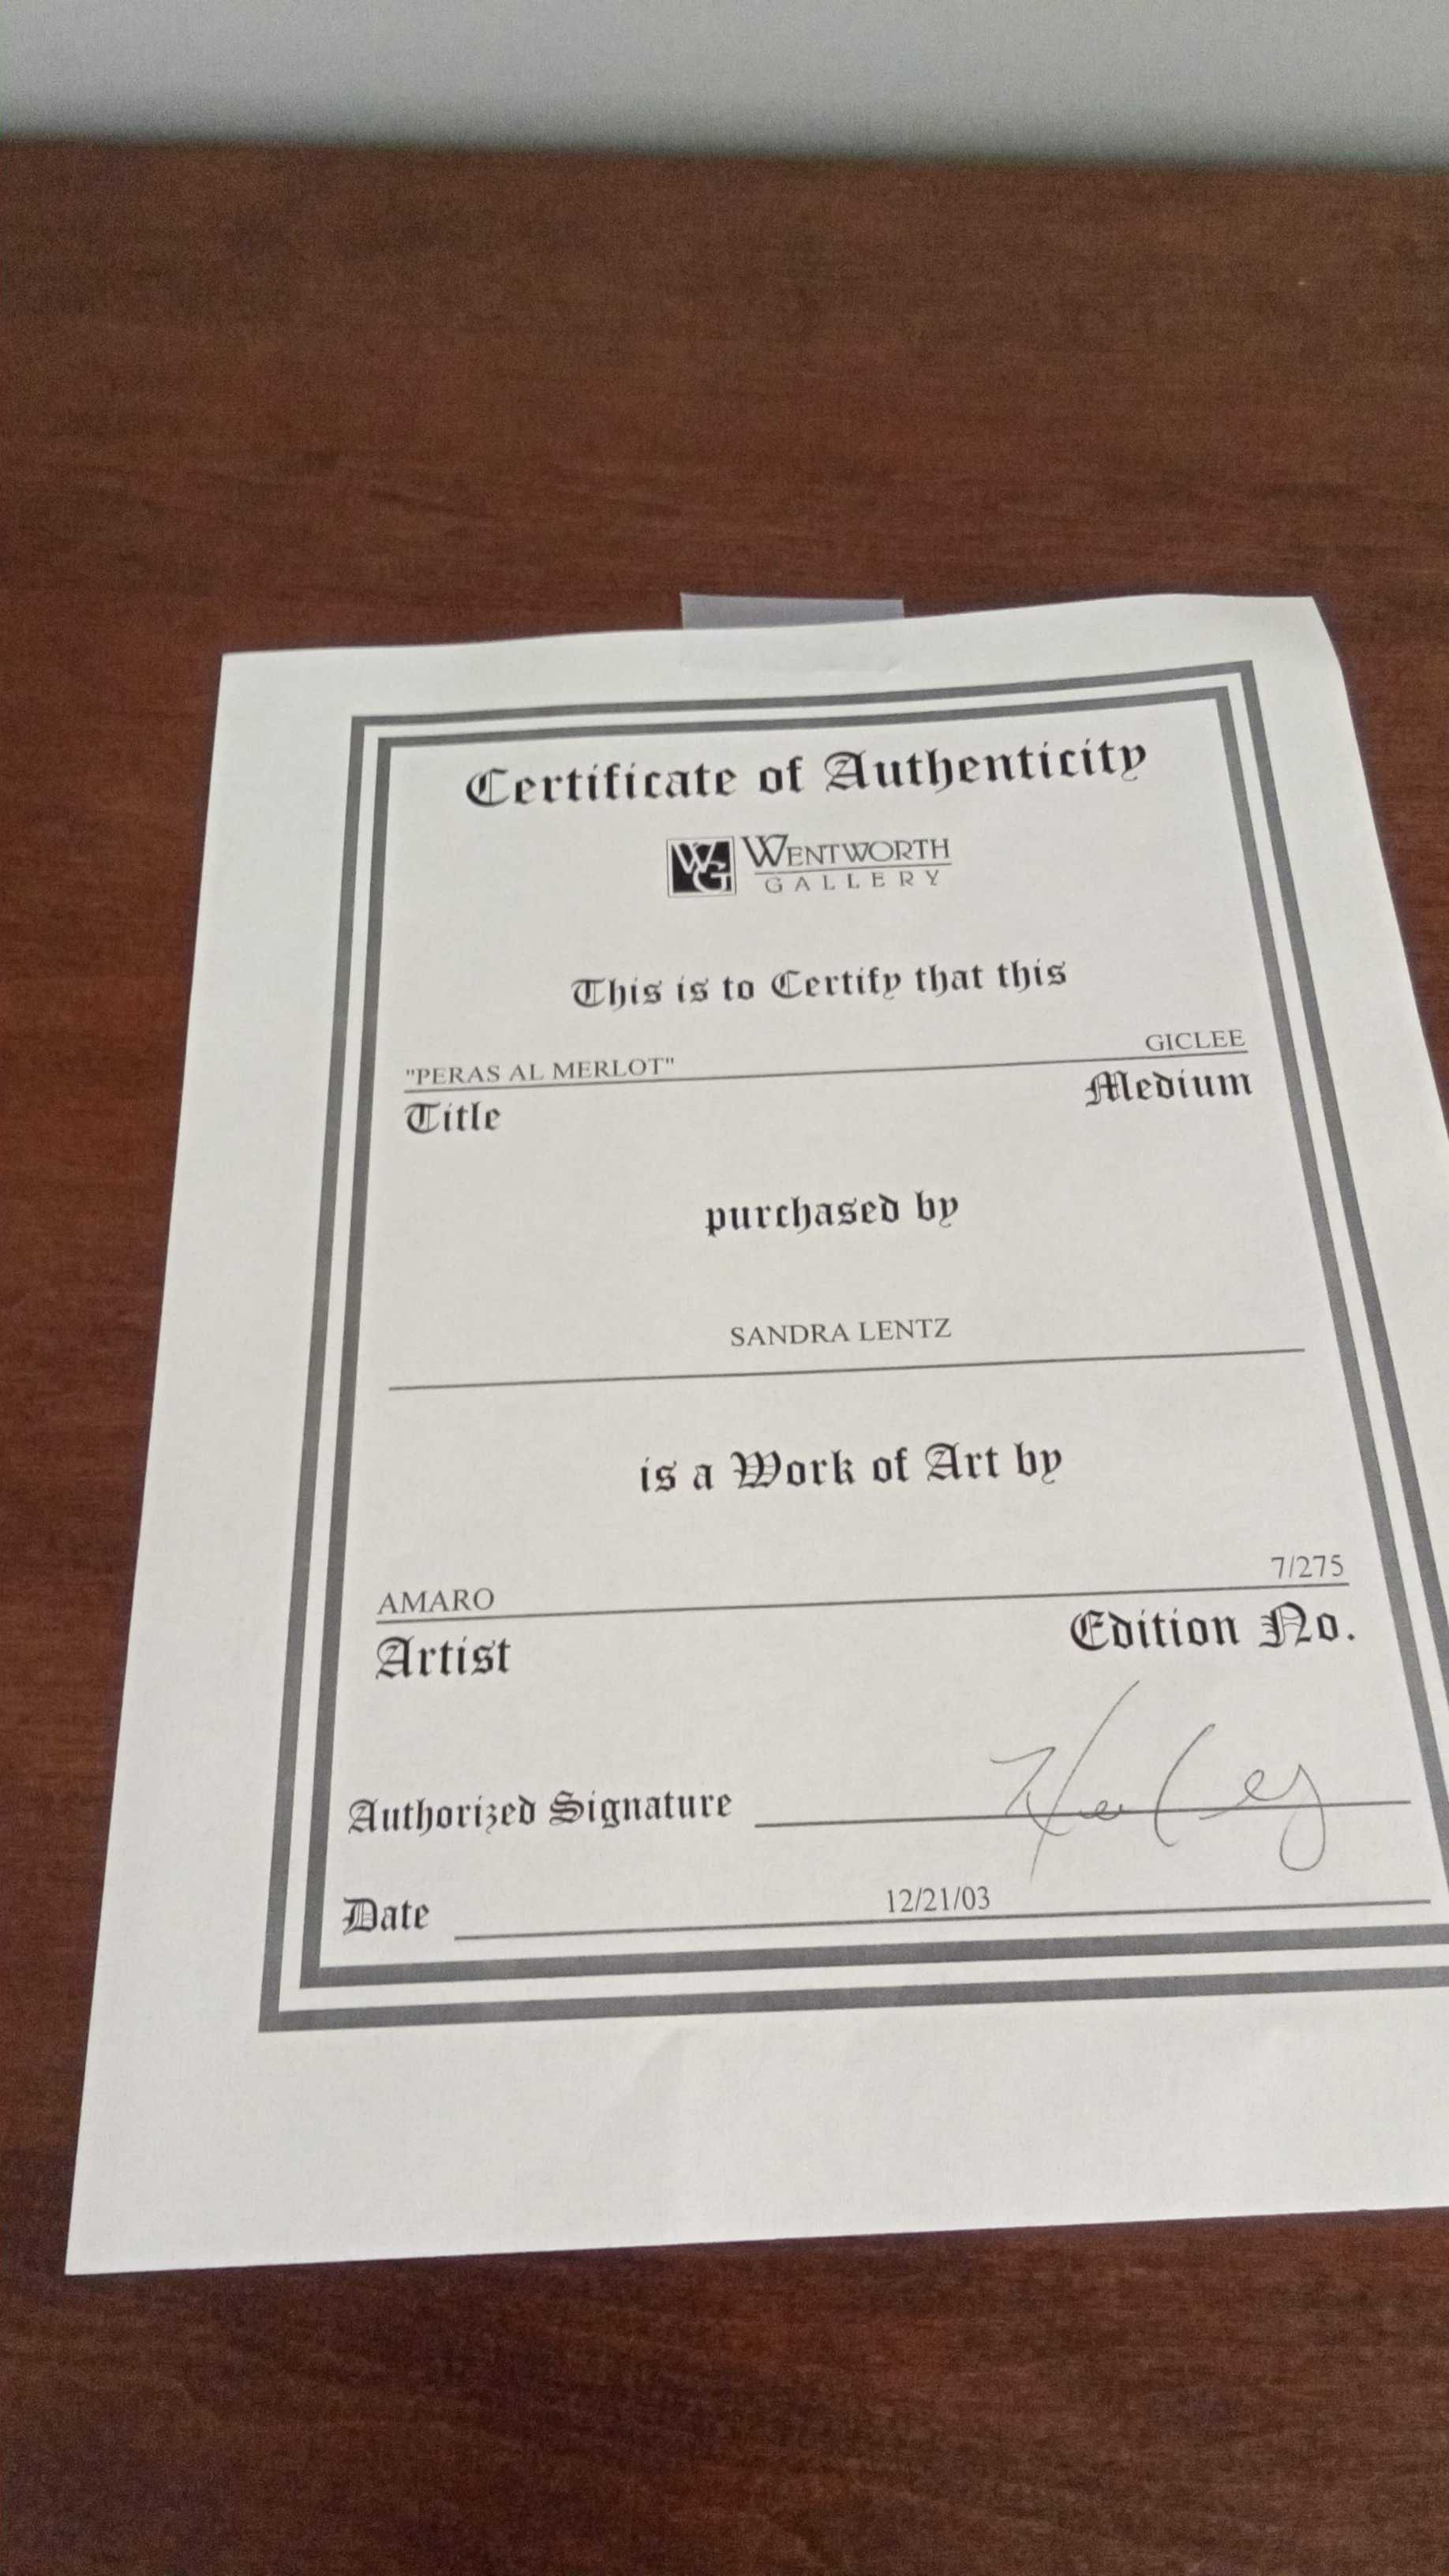 Certificate of Authenticity
WG WENTWORTH
GALLERY
This is to Certify that this
"PERAS AL MERLOT" GICLEE
Title Medium
purchased by
SANDRA LENTZ
is a Work of Art by
AMARO 7/275
Artist Edition No.
Authorized Signature
Date 12/21/03